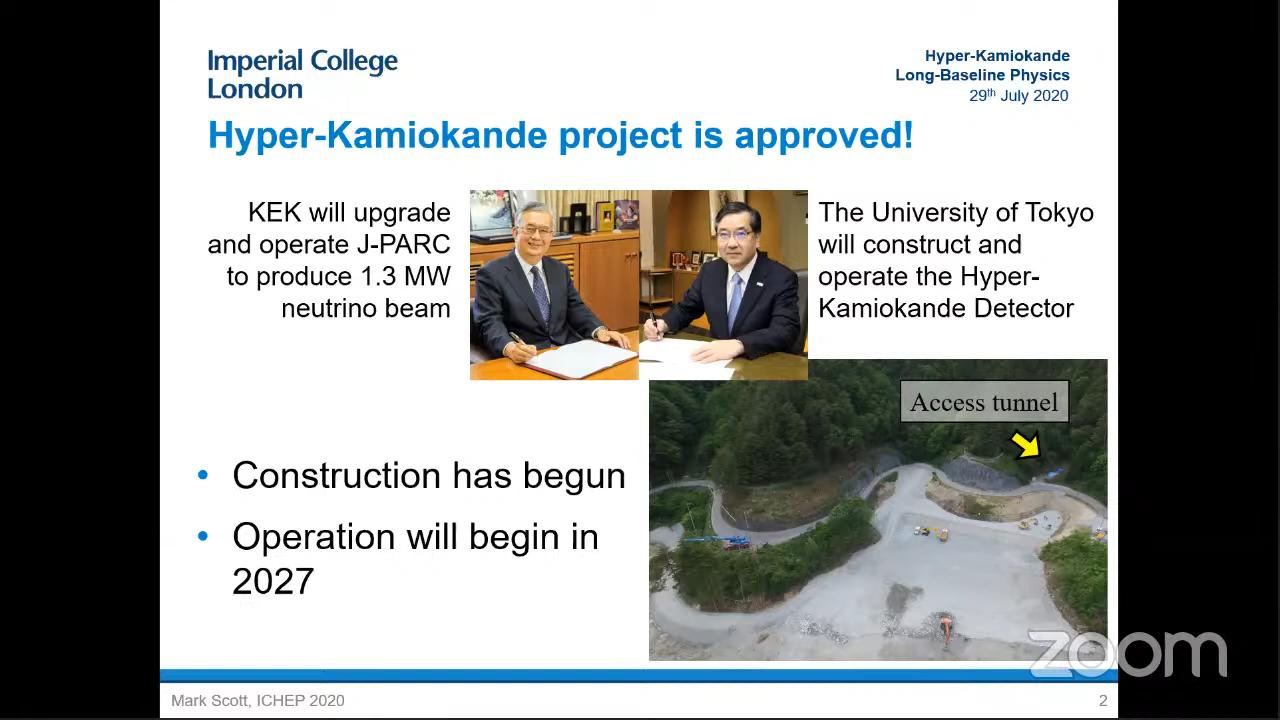 Imperial College
London
Hyper-Kamiokande
Long-Baseline Physics
29th July 2020
Hyper-Kamiokande project is approved!
KEK will upgrade
and operate J-PARC
to produce 1.3 MW
neutrino beam
The University of Tokyo
will construct and
operate the Hyper-
Kamiokande Detector
Access tunnel
• Construction has begun
• Operation will begin in
2027
zoom
Mark Scott, ICHEP 2020
2